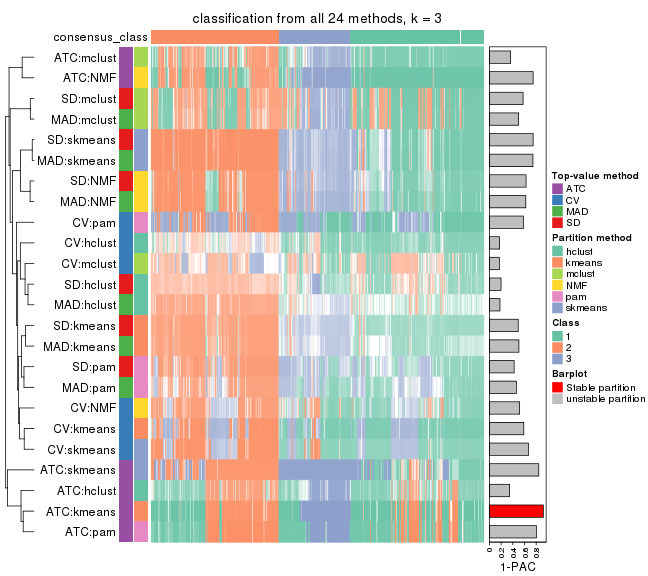 classification from all 24 methods, k = 3
consensus_class
ATC:mclust
ATC:NMF
SD:mclust
MAD:mclust
SD:skmeans
MAD:skmeans
SD:NMF
MAD:NMF
CV:pam
CV:hclust
CV:mclust
SD:hclust
MAD:hclust
SD:kmeans
MAD:kmeans
SD:pam
MAD:pam
CV:NMF
CV:kmeans
CV:skmeans
ATC:skmeans
ATC:hclust
ATC:kmeans
ATC:pam
0
0.2
0.4
0.6
0.8
1-PAC
Top-value method
ATC
CV
MAD
SD
Partition method
hclust
kmeans
mclust
NMF
pam
skmeans
Class
1
2
3
Barplot
Stable partition
unstable partition